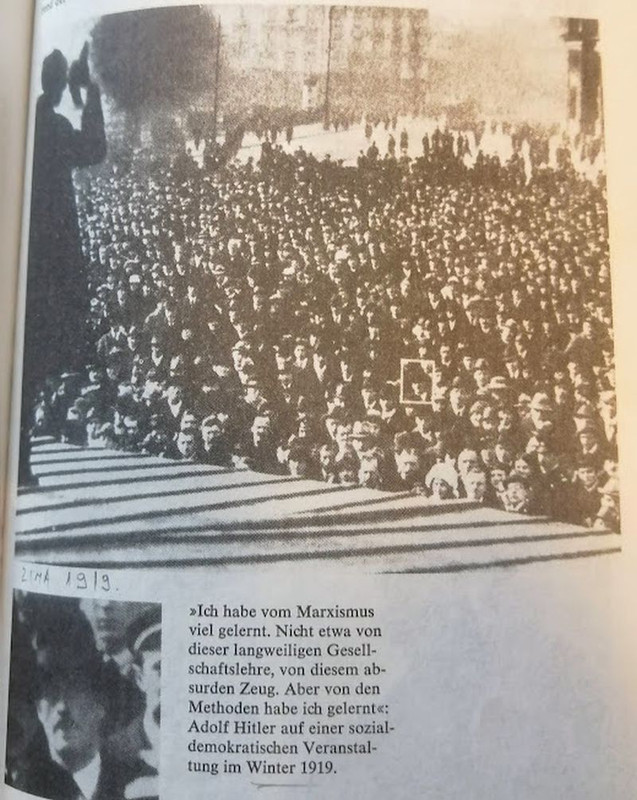 ZIMA 1919.
»Ich habe vom Marxismus
viel gelernt. Nicht etwa von
dieser langweiligen Gesell-
schaftslehre, von diesem ab-
surden Zeug. Aber von den
Methoden habe ich gelernt«:
Adolf Hitler auf einer sozial-
demokratischen Veranstal-
tung im Winter 1919.